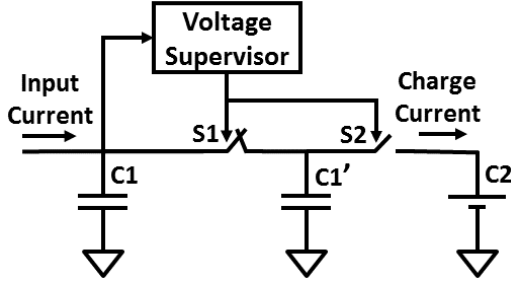 Voltage
Supervisor
Input
Current
Charge
Current
S1
S2
C1
C1’
C2